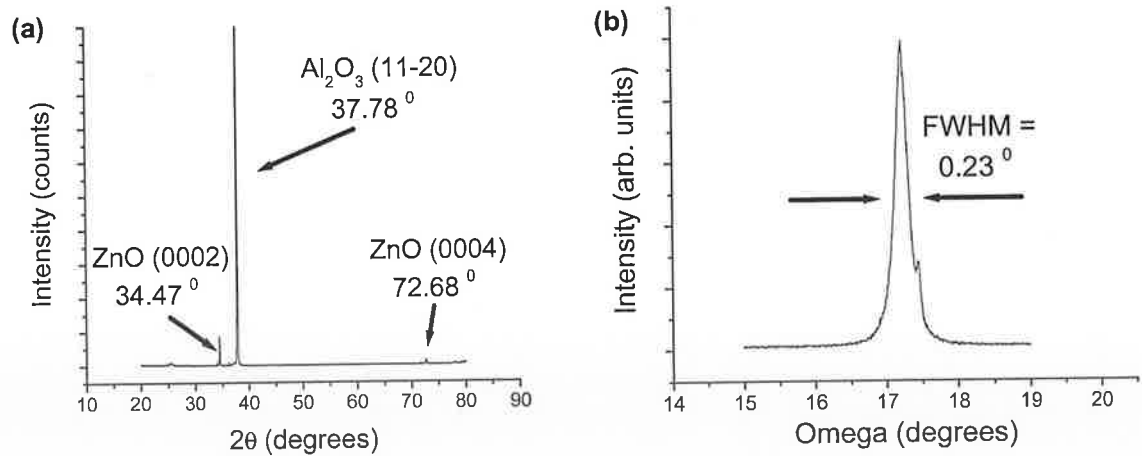 (a)
Intensity (counts)
Al₂O₃ (11-20)
37.78 ⁰
ZnO (0002)
34.47 ⁰
ZnO (0004)
72.68 ⁰
10 20 30 40 50 60 70 80 90
2θ (degrees)
(b)
Intensity (arb. units)
FWHM =
0.23 ⁰
14 15 16 17 18 19 20
Omega (degrees)